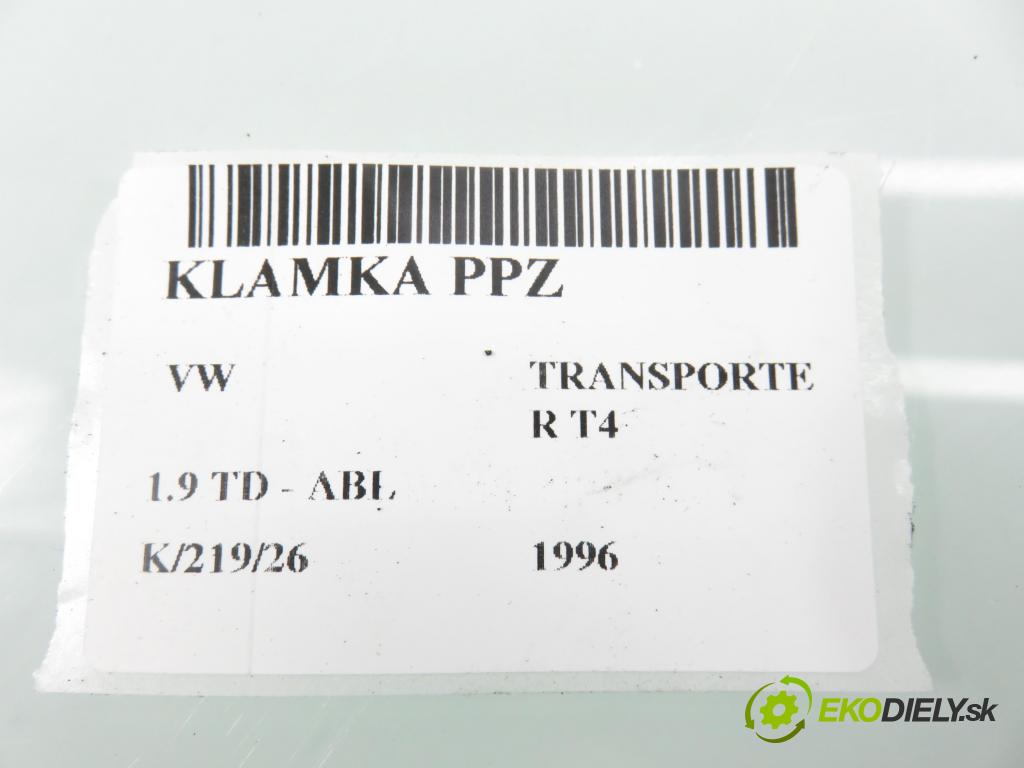 KLAMKA PPZ
VW
TRANSPORTE
R T4
1.9 TD - ABL
K/219/26
1996
EKODIELY.sk